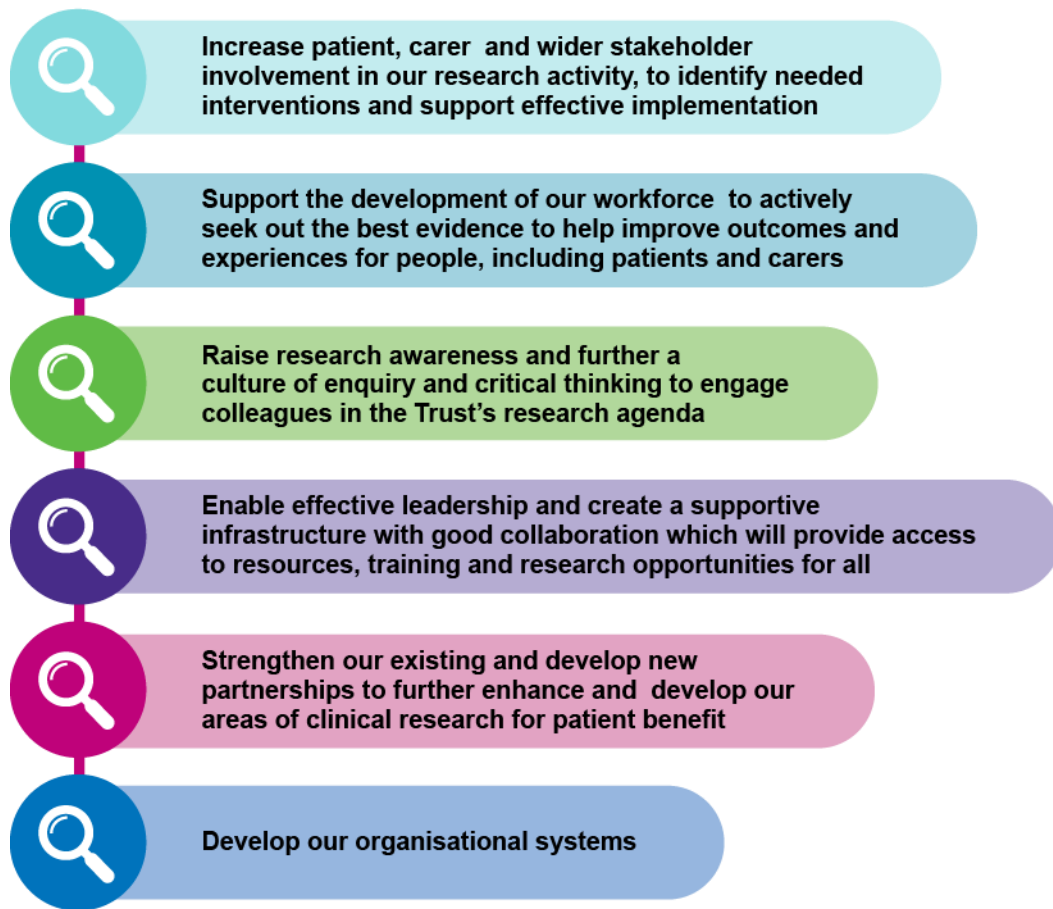 Increase patient, carer and wider stakeholder
involvement in our research activity, to identify needed
interventions and support effective implementation
Support the development of our workforce to actively
seek out the best evidence to help improve outcomes and
experiences for people, including patients and carers
Raise research awareness and further a
culture of enquiry and critical thinking to engage
colleagues in the Trust's research agenda
Enable effective leadership and create a supportive
infrastructure with good collaboration which will provide access
to resources, training and research opportunities for all
Strengthen our existing and develop new
partnerships to further enhance and develop our
areas of clinical research for patient benefit
Develop our organisational systems